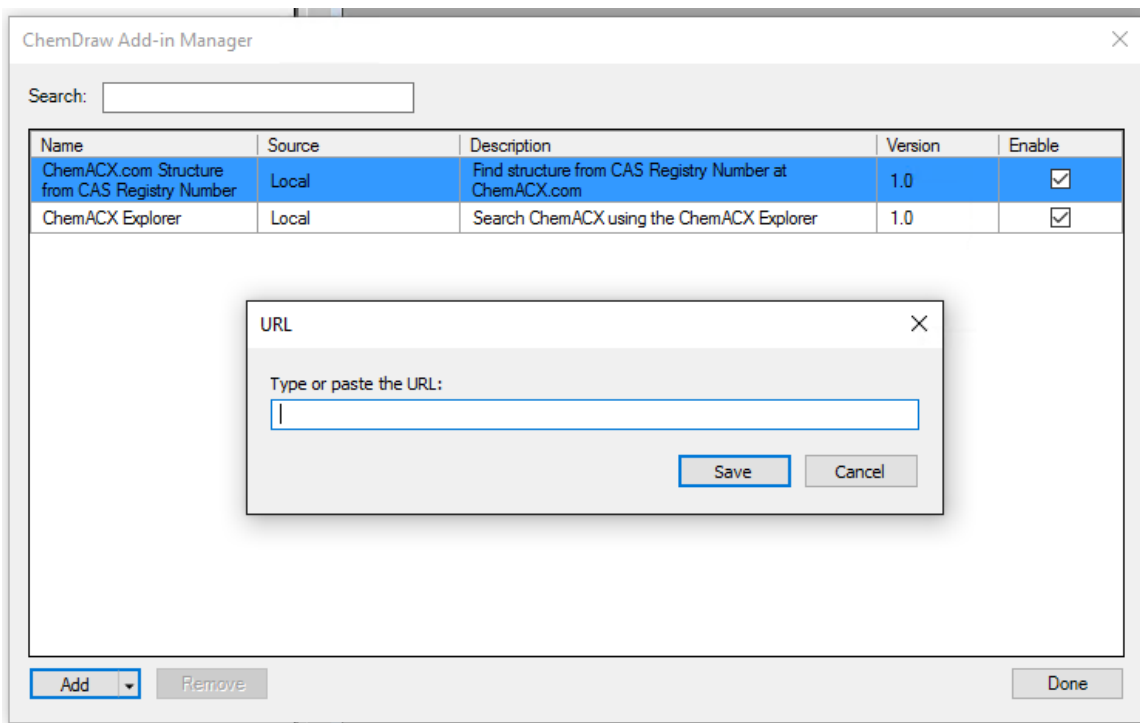 ChemDraw Add-in Manager
Search:
Name Source Description Version Enable
ChemACX.com Structure
from CAS Registry Number
Local
Find structure from CAS Registry Number at
ChemACX.com
1.0
ChemACX Explorer Local Search ChemACX using the ChemACX Explorer 1.0
URL
Type or paste the URL:
Save Cancel
Add Remove Done